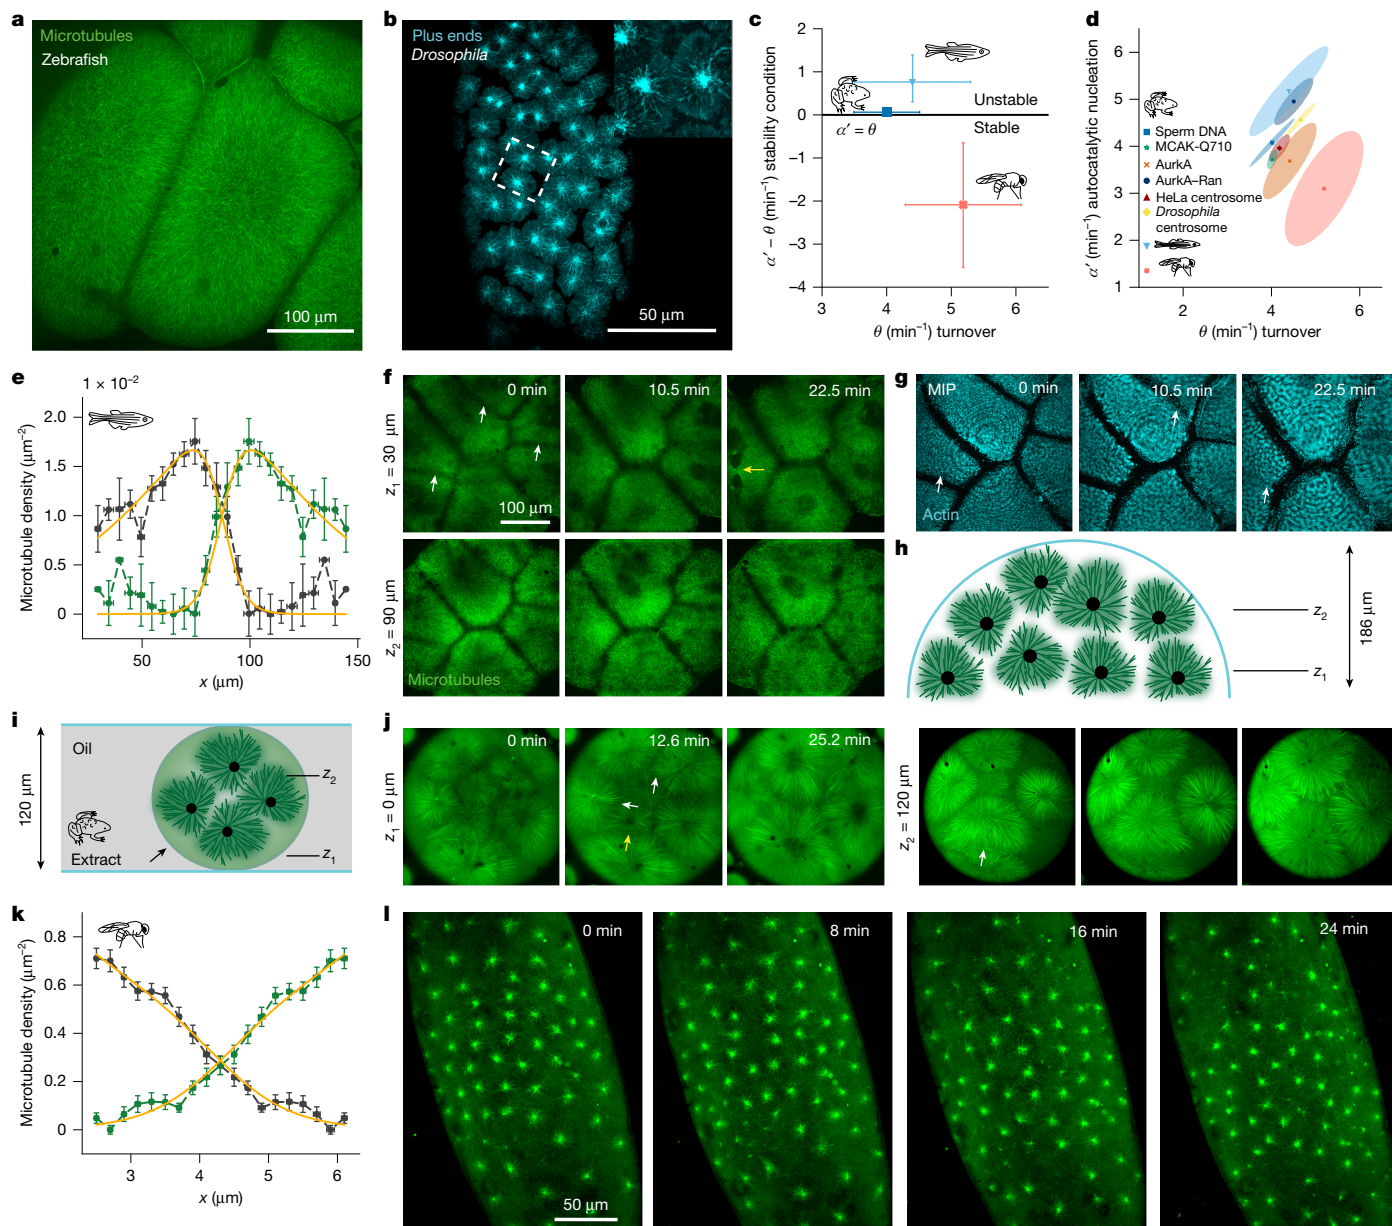 a
Microtubules
Zebrafish
100 μm
b
Plus ends
Drosophila
50 μm
c
α′ − θ (min⁻¹) stability condition
2
1
0
−1
−2
−3
−4
Unstable
Stable
α′ = θ
3
4
5
6
θ (min⁻¹) turnover
d
α′ (min⁻¹) autocatalytic nucleation
6
5
4
3
2
1
Sperm DNA
MCAK-Q710
AurkA
AurkA–Ran
HeLa centrosome
Drosophila
centrosome
2
4
6
θ (min⁻¹) turnover
e
1 × 10⁻²
Microtubule density (μm⁻²)
2.0
1.5
1.0
0.5
0
50
100
150
x (μm)
f
z₁ = 30 μm
0 min
10.5 min
22.5 min
100 μm
z₂ = 90 μm
Microtubules
g
MIP
0 min
10.5 min
22.5 min
Actin
h
z₂
z₁
186 μm
i
120 μm
Oil
z₂
Extract
z₁
j
z₁ = 0 μm
0 min
12.6 min
25.2 min
z₂ = 120 μm
k
Microtubule density (μm⁻²)
0.8
0.6
0.4
0.2
0
3
4
5
6
x (μm)
l
0 min
8 min
16 min
24 min
50 μm